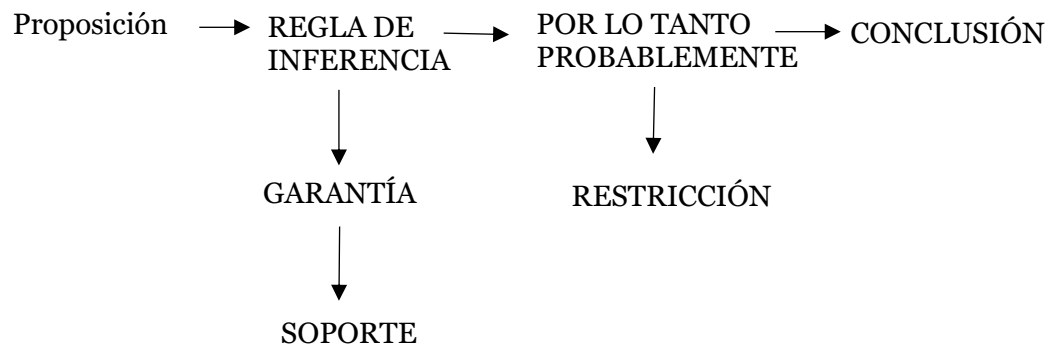 Proposición
REGLA DE
INFERENCIA
POR LO TANTO
PROBABLEMENTE
CONCLUSIÓN
GARANTÍA
RESTRICCIÓN
SOPORTE